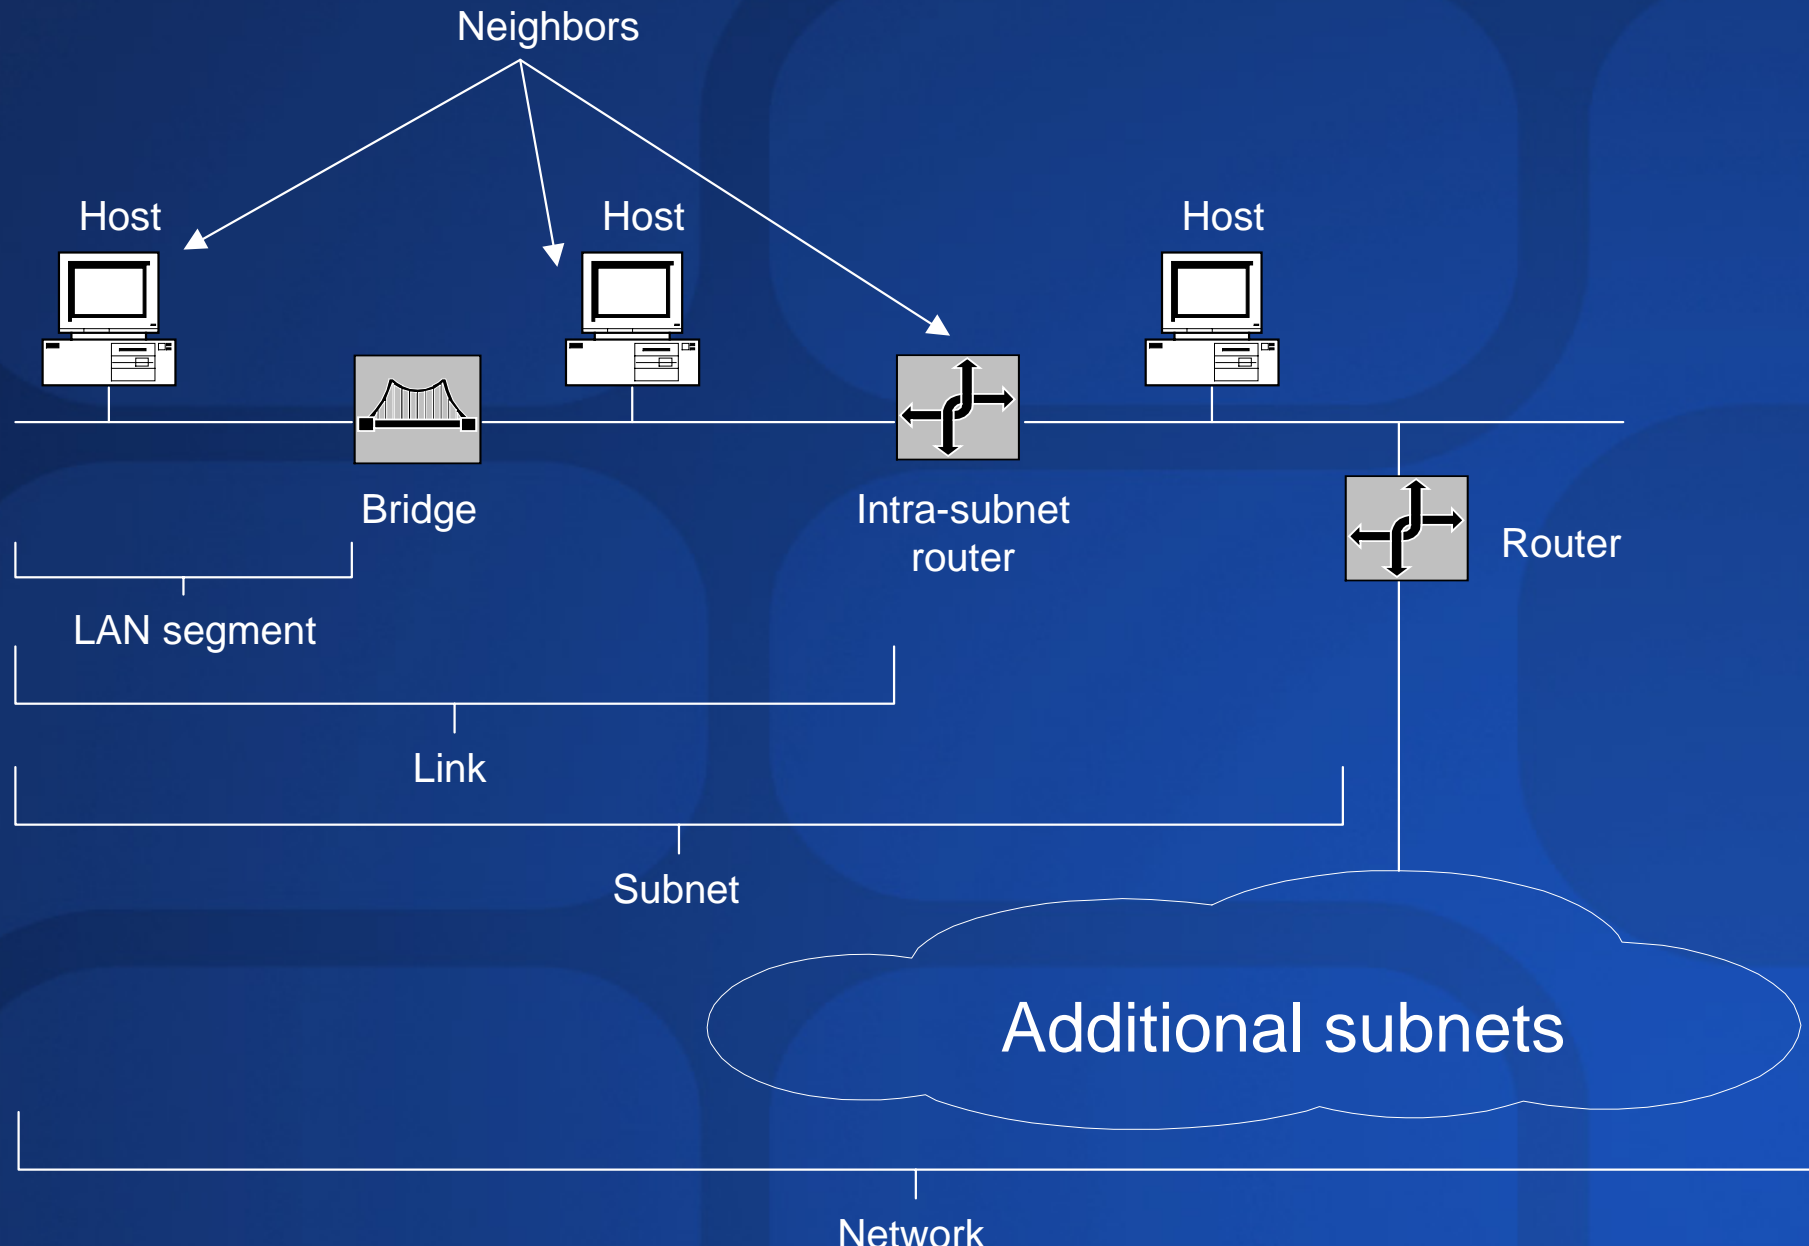 Neighbors
Host
Host
Host
Bridge
Intra-subnet
router
Router
LAN segment
Link
Subnet
Additional subnets
Network